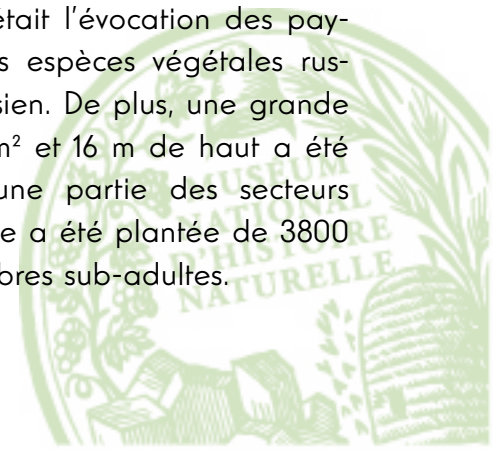 était l'évocation des pay-
s espèces végétales rus-
sien. De plus, une grande
m² et 16 m de haut a été
une partie des secteurs
e a été plantée de 3800
bres sub-adultes.
MUSEUM
NATIONAL
D'HISTOIRE
NATURELLE